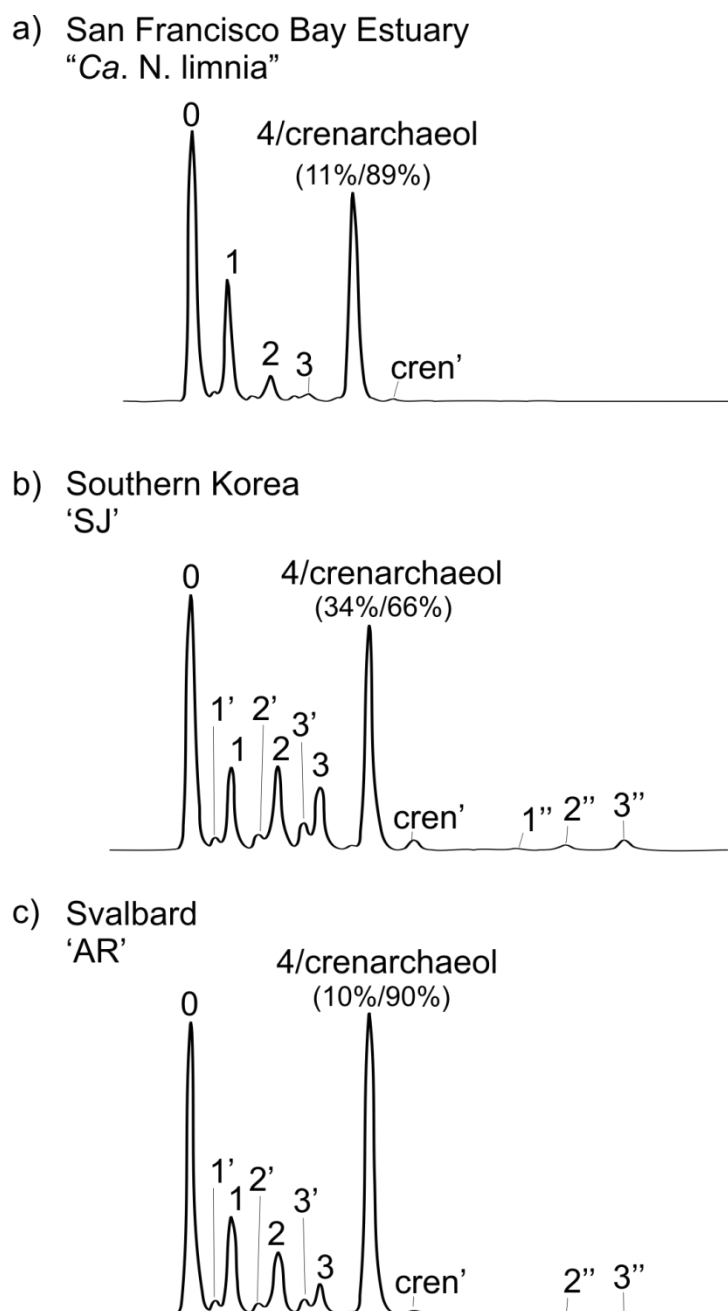 a) San Francisco Bay Estuary
“Ca. N. limnia”
0
4/crenarchaeol
(11%/89%)
1
2
3
cren’
b) Southern Korea
‘SJ’
0
4/crenarchaeol
(34%/66%)
1’
2’
3’
1
2
3
cren’
1”
2”
3”
c) Svalbard
‘AR’
0
4/crenarchaeol
(10%/90%)
1’
2’
3’
1
2
3
cren’
2”
3”